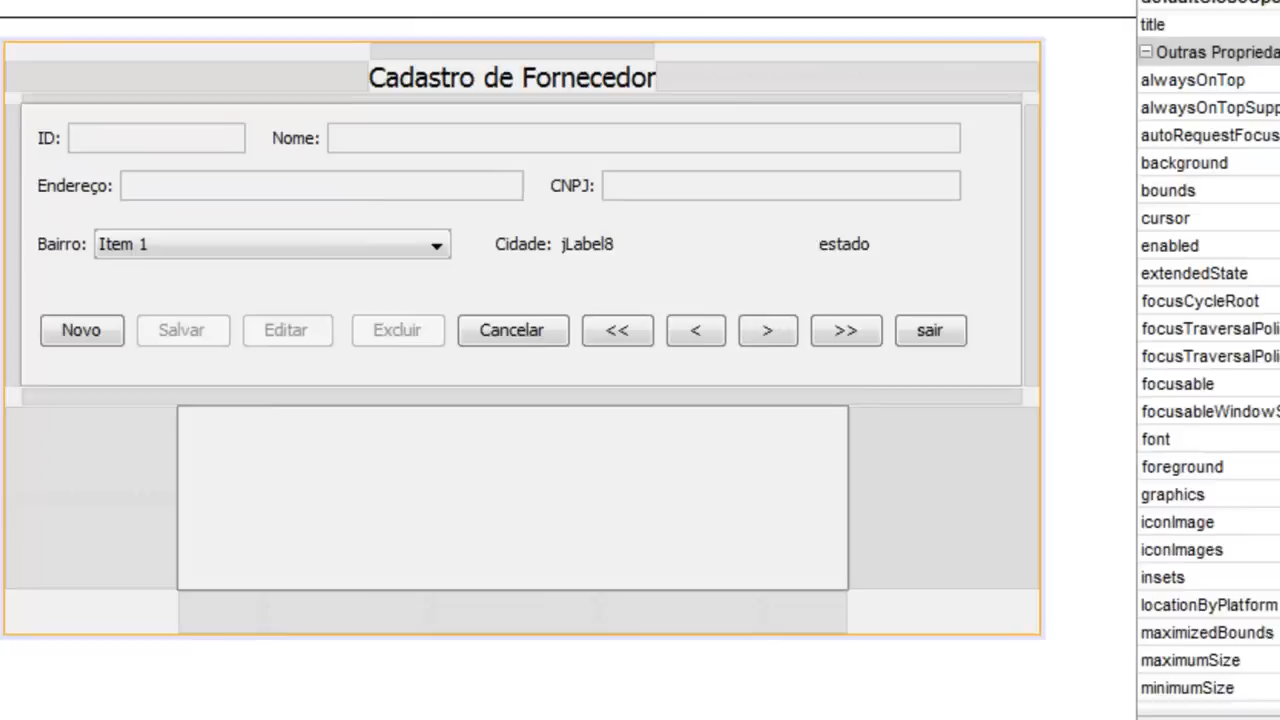 title
Outras Proprieda
Cadastro de Fornecedor
alwaysOnTop
alwaysOnTopSupp
ID: Nome:
autoRequestFocus
background
Endereço: CNPJ:
bounds
cursor
Bairro: Item 1 Cidade: jLabel8 estado
enabled
extendedState
focusCycleRoot
Novo Salvar Editar Excluir Cancelar << < > >> sair
focusTraversalPoli
focusTraversalPoli
focusable
focusableWindowS
font
foreground
graphics
iconImage
iconImages
insets
locationByPlatform
maximizedBounds
maximumSize
minimumSize